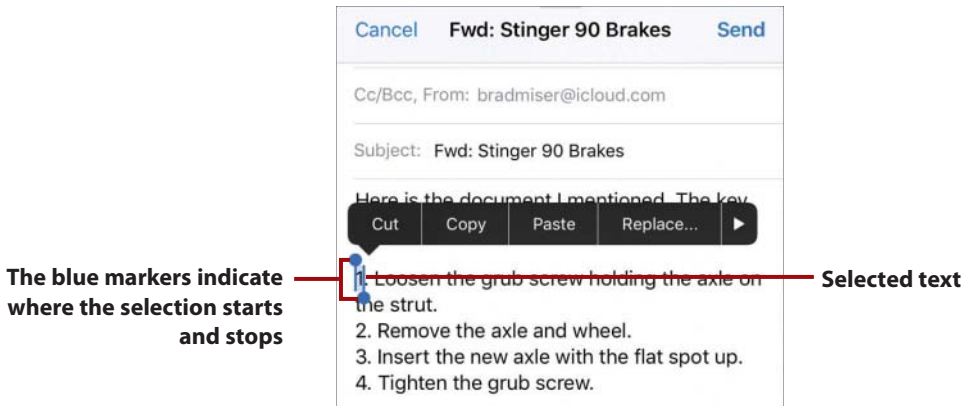 Cancel Fwd: Stinger 90 Brakes Send
Cc/Bcc, From: bradmiser@icloud.com
Subject: Fwd: Stinger 90 Brakes
Here is the document I mentioned. The key
Cut Copy Paste Replace...
The blue markers indicate
where the selection starts
and stops
1. Loosen the grub screw holding the axle on
the strut.
2. Remove the axle and wheel.
3. Insert the new axle with the flat spot up.
4. Tighten the grub screw.
Selected text